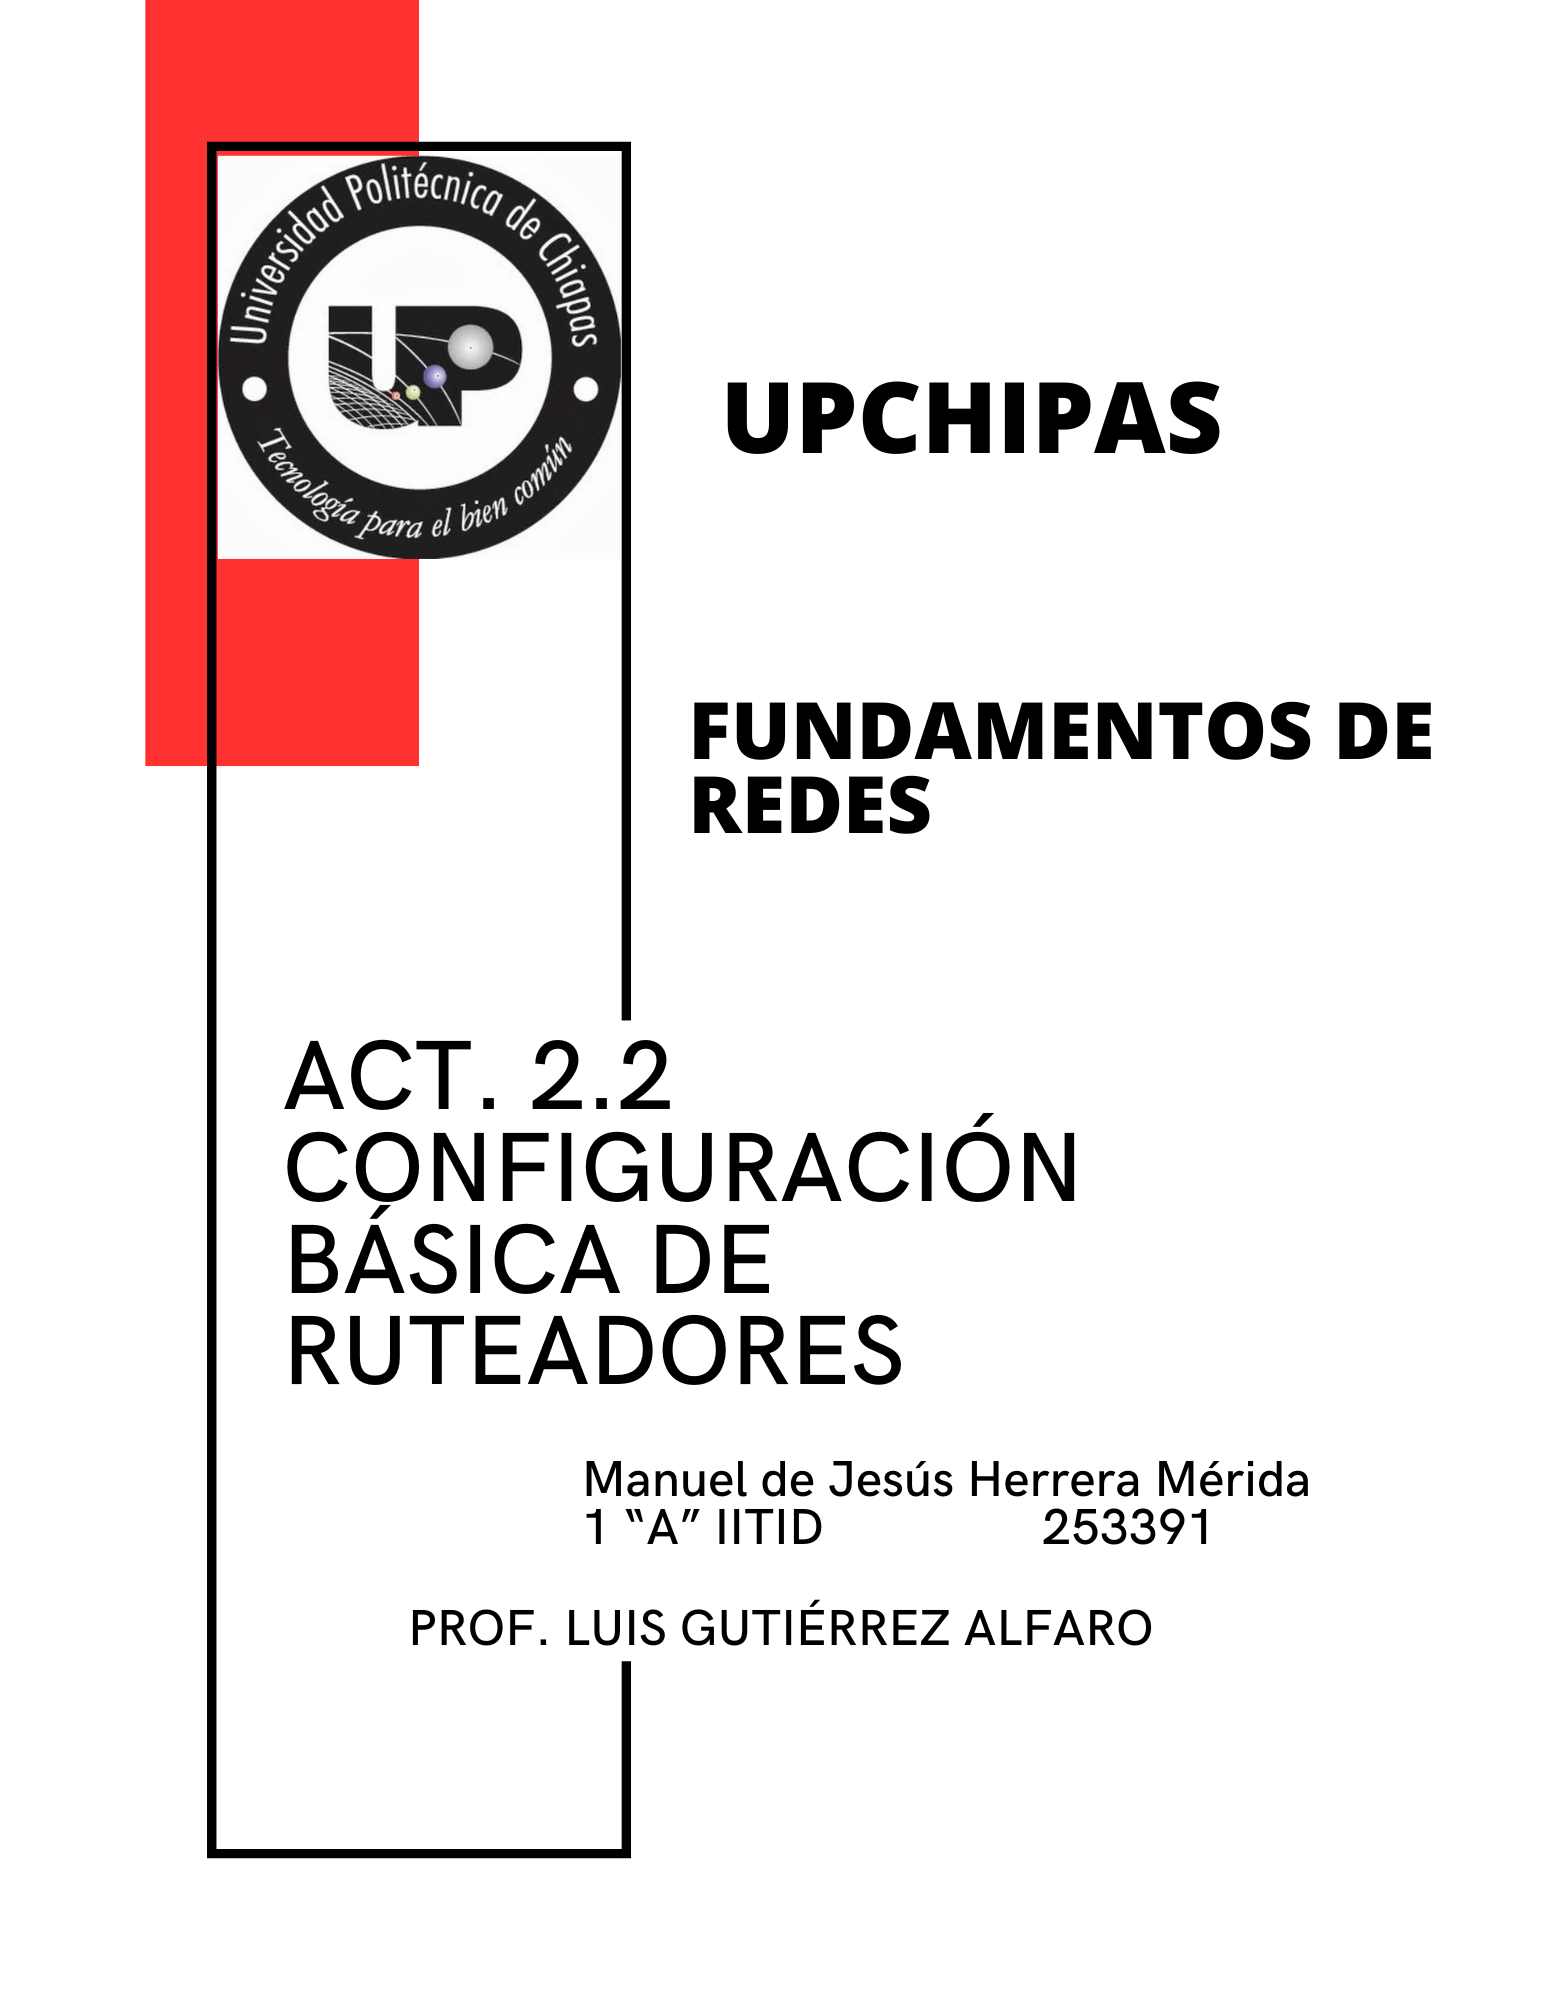 Universidad Politécnica de Chiapas
Tecnología para el bien común
UP
UPCHIPAS
FUNDAMENTOS DE
REDES
ACT. 2.2
CONFIGURACIÓN
BÁSICA DE
RUTEADORES
Manuel de Jesús Herrera Mérida
1 “A” IITID 253391
PROF. LUIS GUTIÉRREZ ALFARO